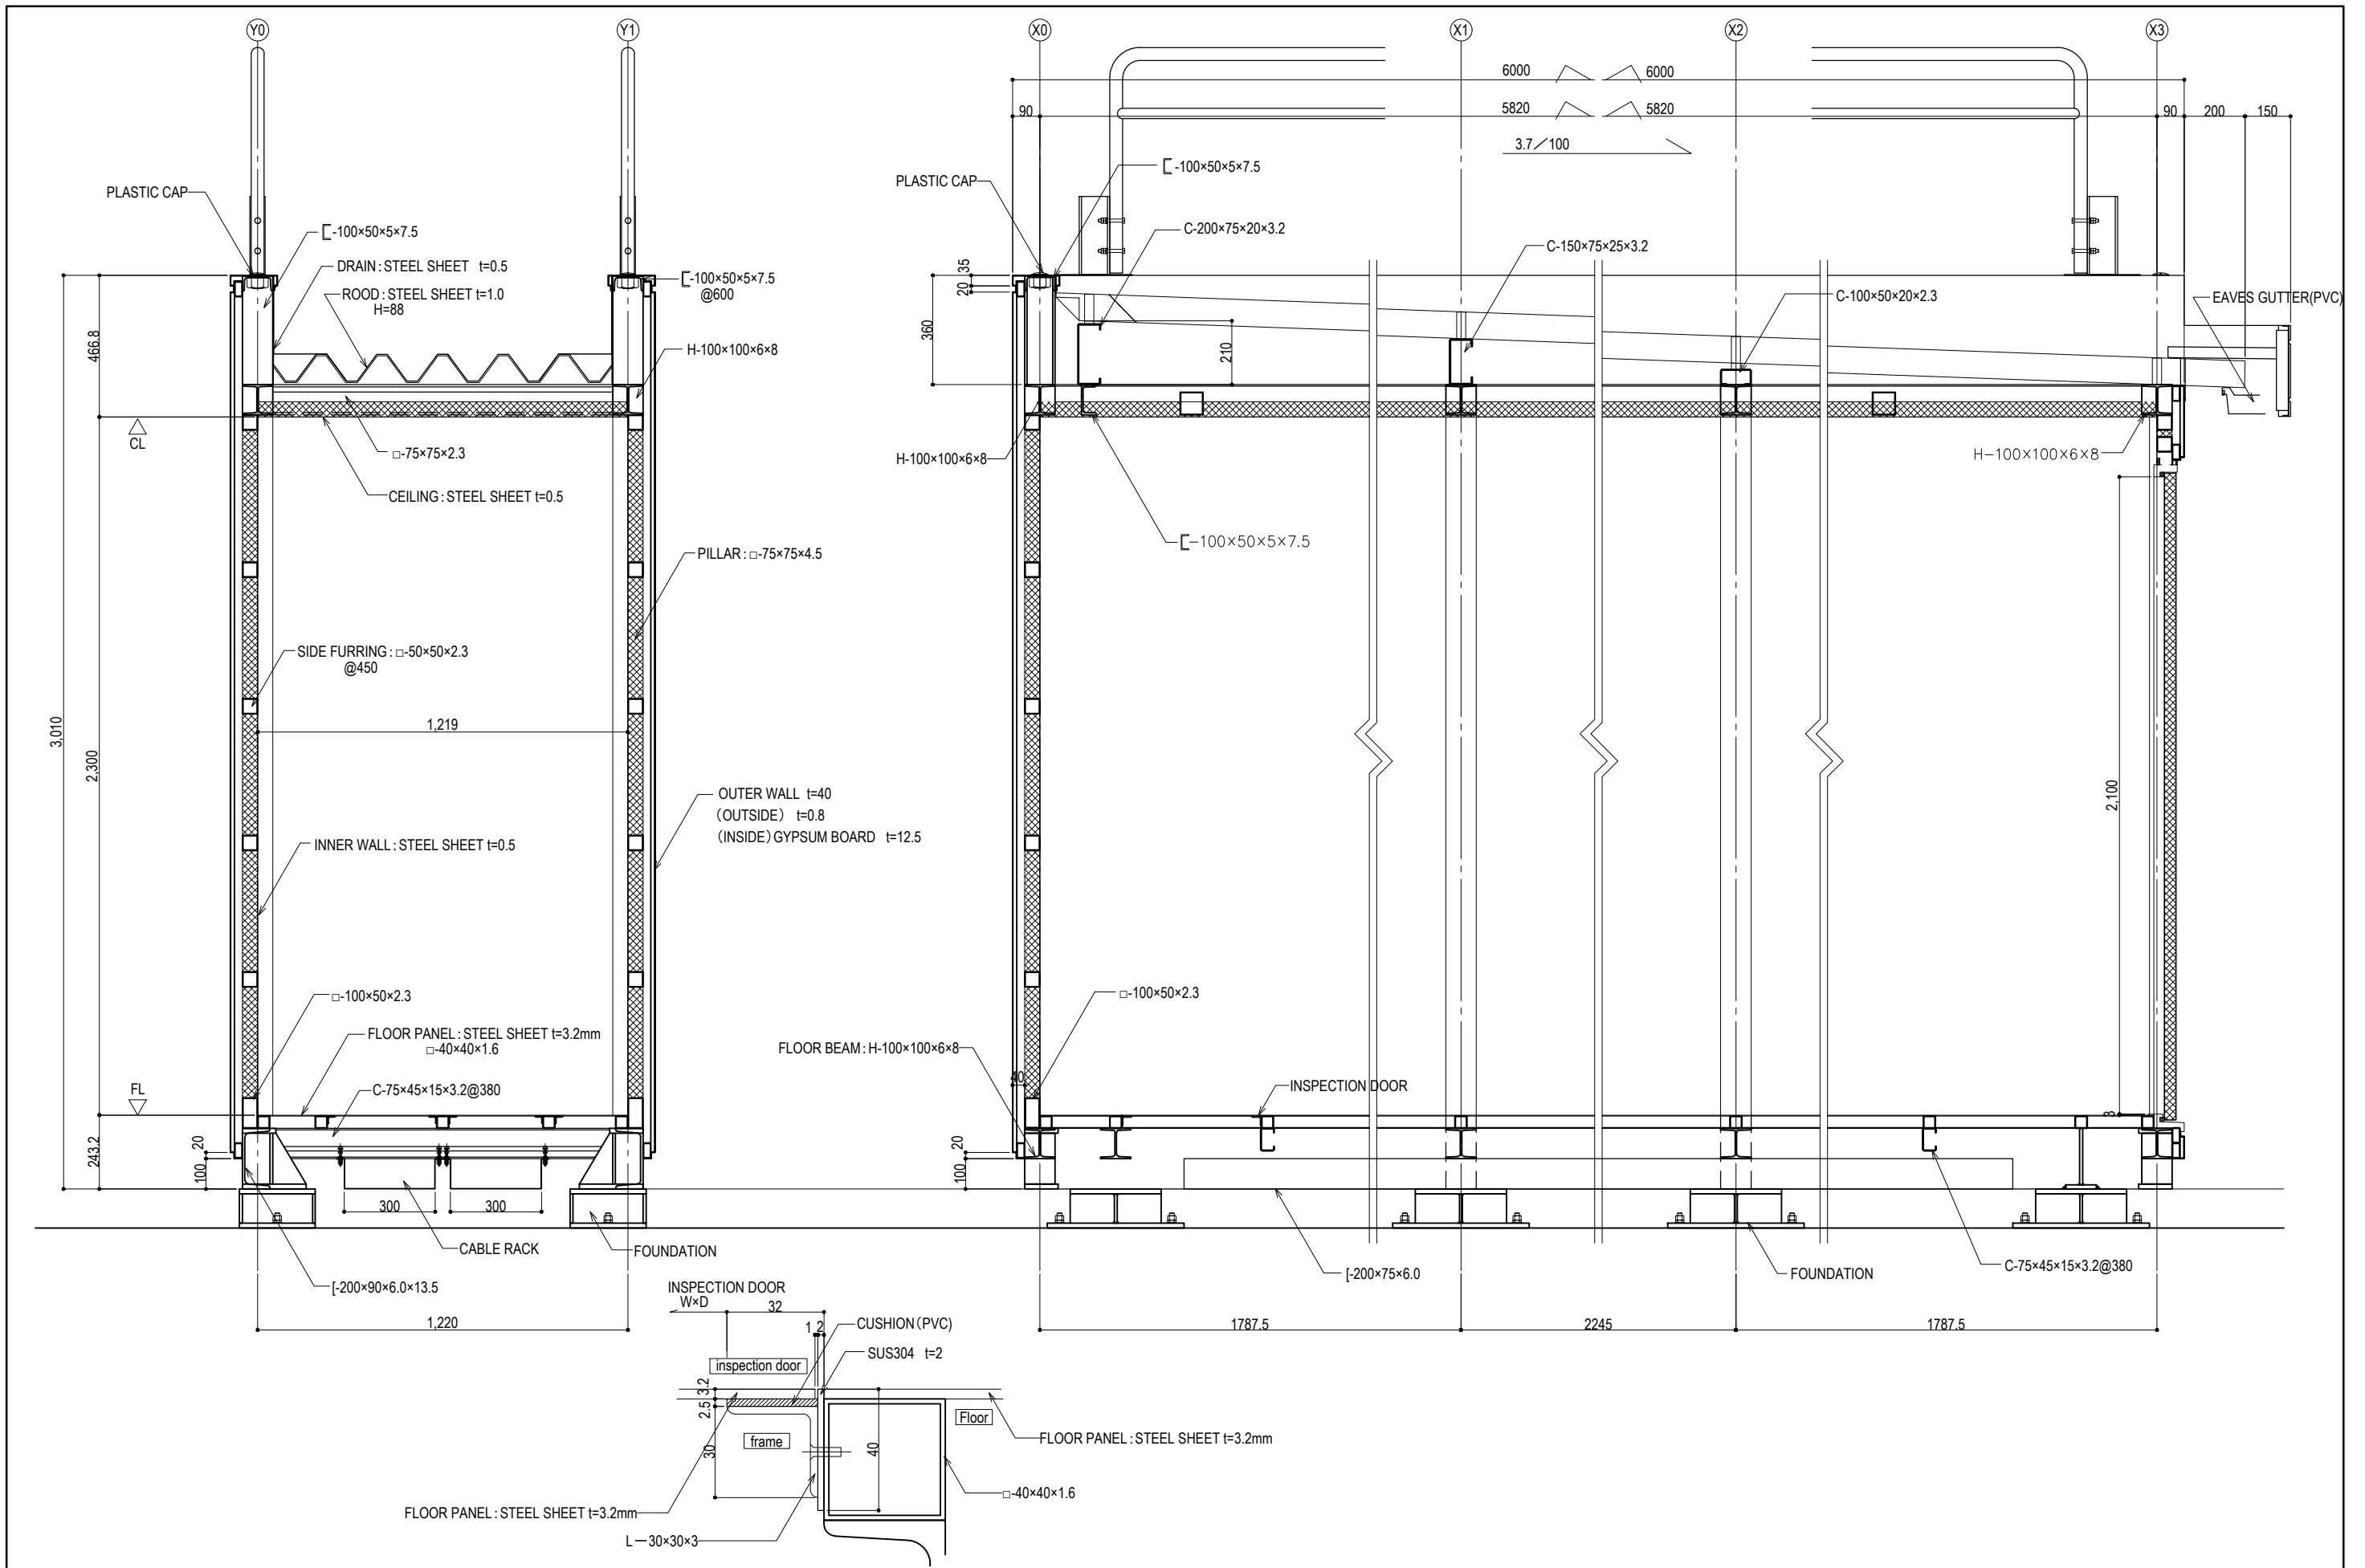 Y0
Y1
X0
X1
X2
X3
6000
6000
90
5820
5820
90
200
150
3.7／100
PLASTIC CAP
[-100×50×5×7.5
DRAIN : STEEL SHEET t=0.5
ROOD : STEEL SHEET t=1.0
H=88
[-100×50×5×7.5
@600
H-100×100×6×8
466.8
CL
□-75×75×2.3
CEILING : STEEL SHEET t=0.5
PILLAR : □-75×75×4.5
SIDE FURRING : □-50×50×2.3
@450
1,219
3,010
2,300
OUTER WALL t=40
（OUTSIDE） t=0.8
（INSIDE）GYPSUM BOARD t=12.5
INNER WALL : STEEL SHEET t=0.5
□-100×50×2.3
FLOOR PANEL : STEEL SHEET t=3.2mm
□-40×40×1.6
C-75×45×15×3.2@380
FL
243.2
20
100
300
300
CABLE RACK
FOUNDATION
[-200×90×6.0×13.5
1,220
PLASTIC CAP
[-100×50×5×7.5
C-200×75×20×3.2
C-150×75×25×3.2
C-100×50×20×2.3
EAVES GUTTER(PVC)
35
20
360
210
H-100×100×6×8
H-100×100×6×8
[-100×50×5×7.5
2,100
□-100×50×2.3
FLOOR BEAM : H-100×100×6×8
40
INSPECTION DOOR
3
20
100
[-200×75×6.0
FOUNDATION
C-75×45×15×3.2@380
1787.5
2245
1787.5
INSPECTION DOOR
W×D
32
1
2
CUSHION（PVC）
SUS304 t=2
inspection door
3.2
2.5
30
frame
40
Floor
FLOOR PANEL : STEEL SHEET t=3.2mm
□-40×40×1.6
FLOOR PANEL : STEEL SHEET t=3.2mm
L－30×30×3